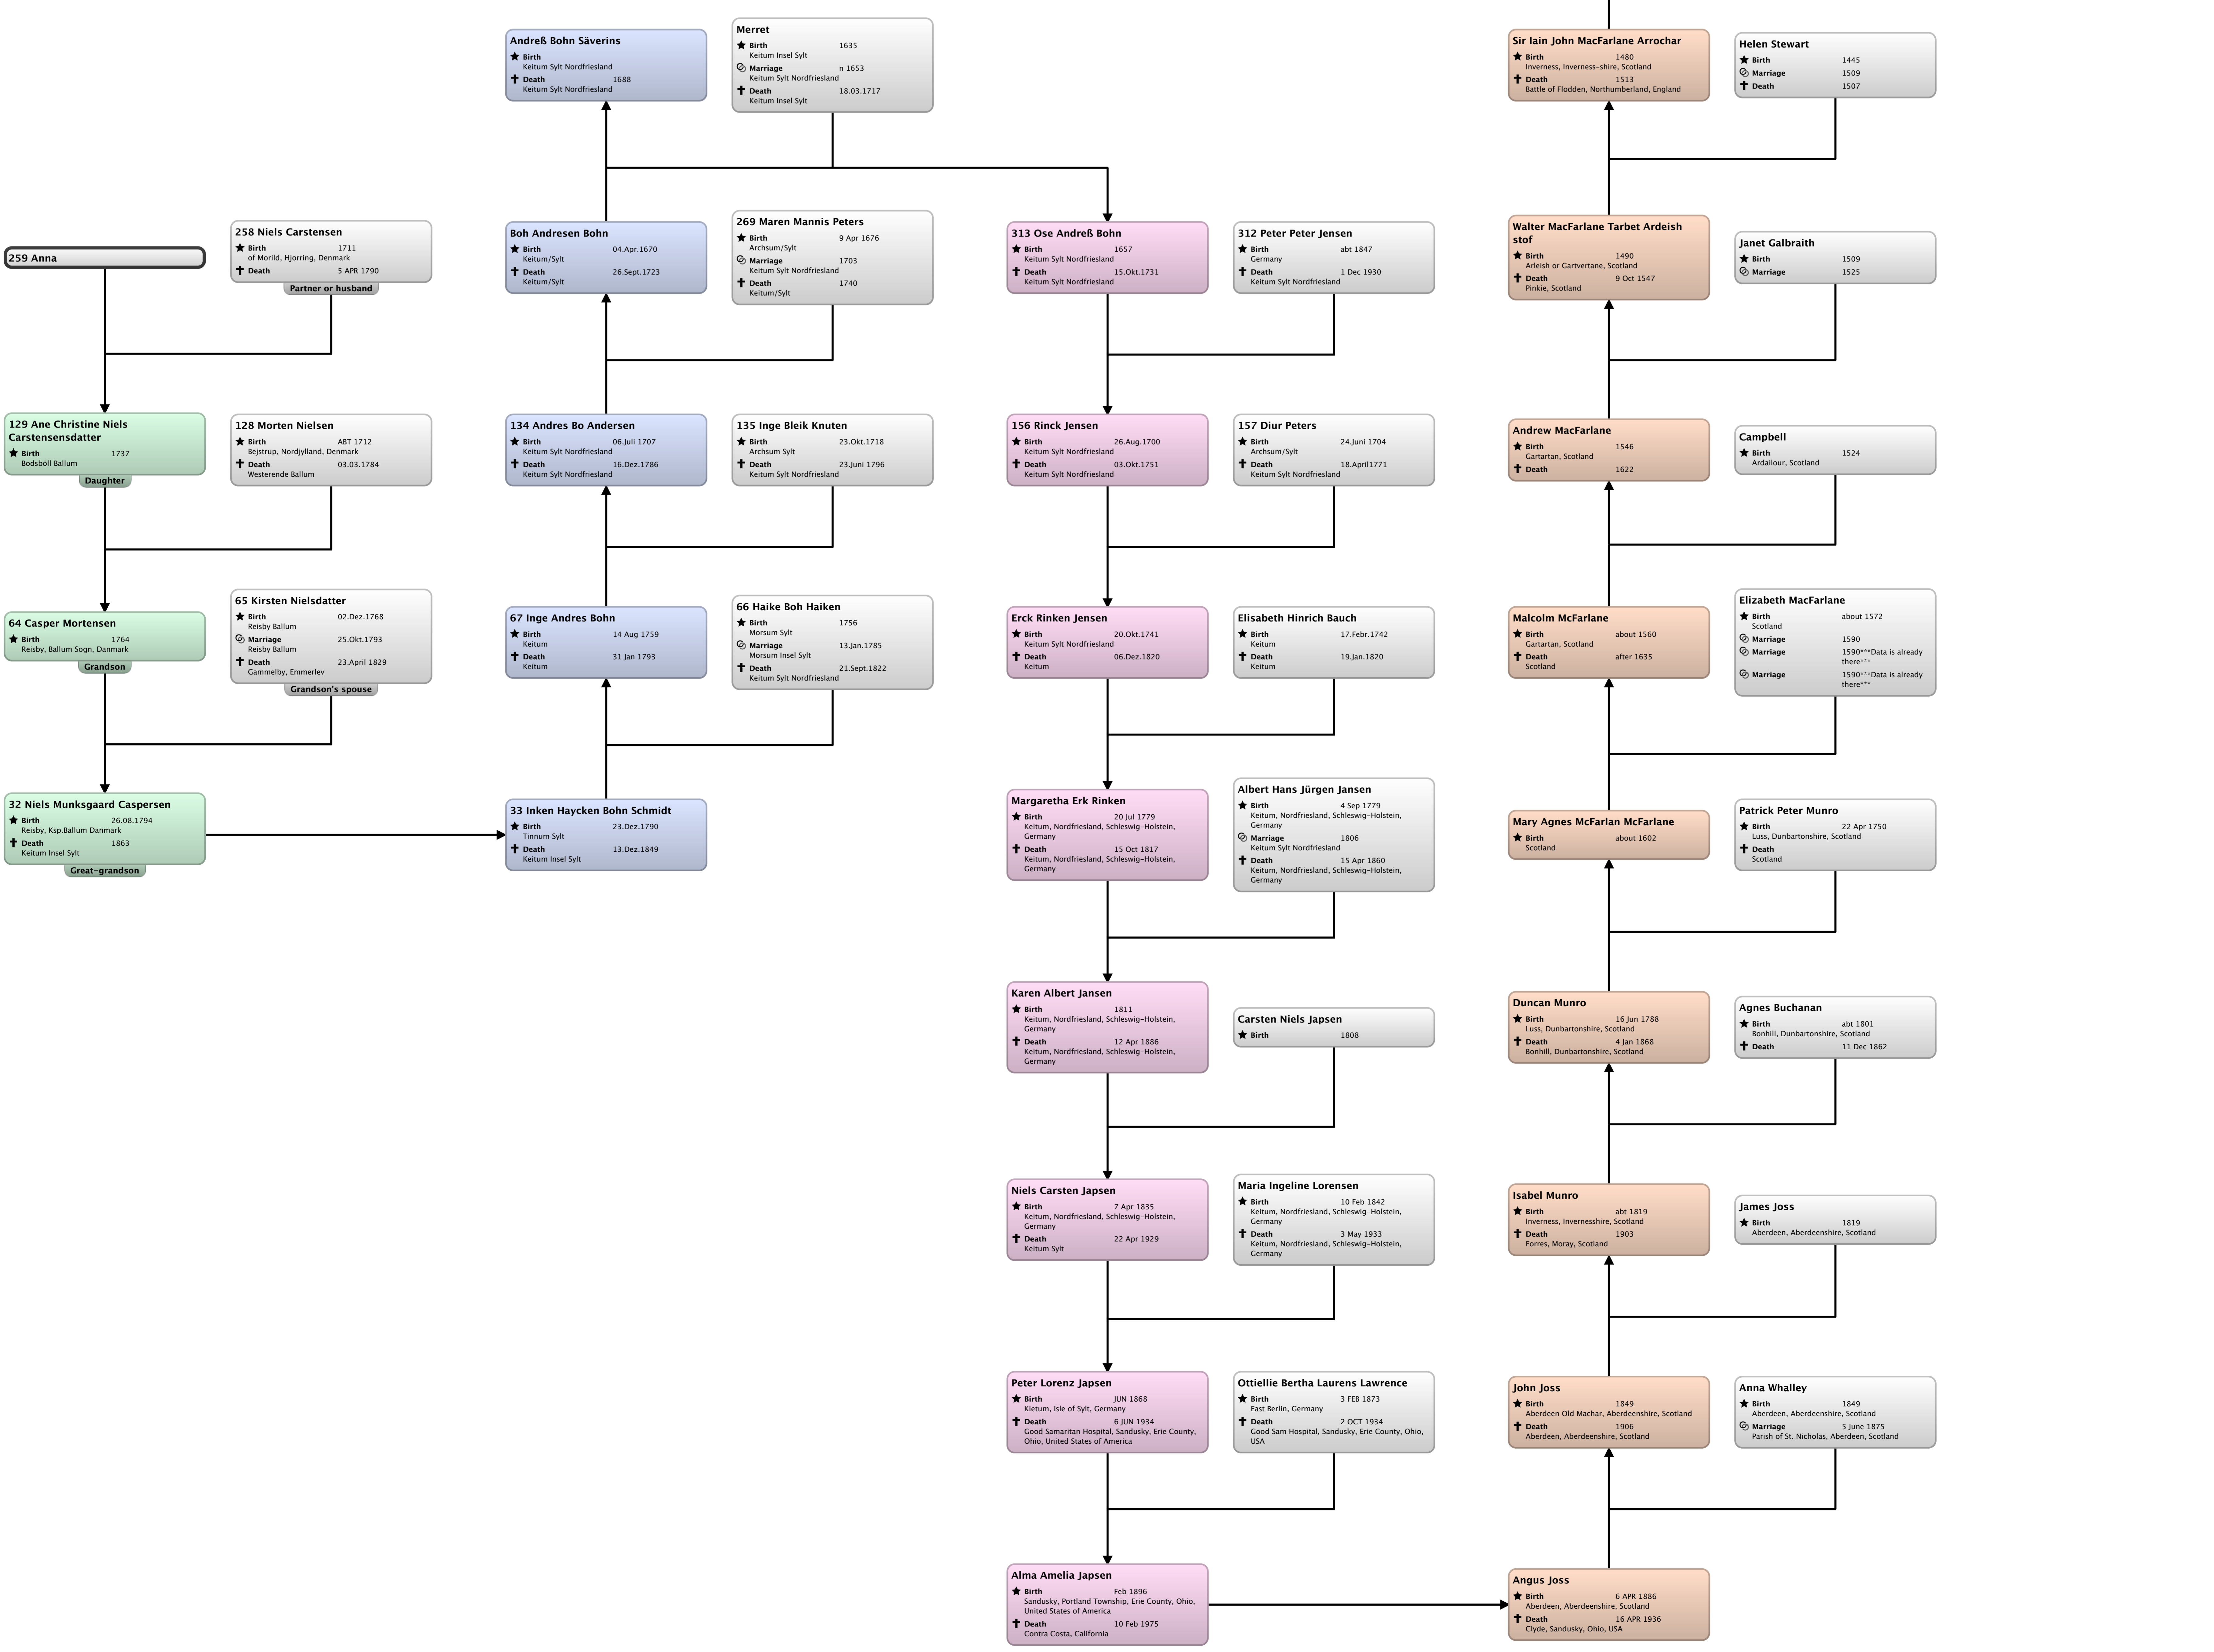 259 Anna
258 Niels Carstensen
Birth 1711
of Morild, Hjorring, Denmark
Death 5 APR 1790
Partner or husband
129 Ane Christine Niels
Carstensensdatter
Birth 1737
Bodsböll Ballum
Daughter
128 Morten Nielsen
Birth ABT 1712
Bejstrup, Nordjylland, Denmark
Death 03.03.1784
Westerende Ballum
64 Casper Mortensen
Birth 1764
Reisby, Ballum Sogn, Danmark
Grandson
65 Kirsten Nielsdatter
Birth 02.Dez.1768
Reisby Ballum
Marriage 25.Okt.1793
Reisby Ballum
Death 23.April 1829
Gammelby, Emmerlev
Grandson's spouse
32 Niels Munksgaard Caspersen
Birth 26.08.1794
Reisby, Ksp.Ballum Danmark
Death 1863
Keitum Insel Sylt
Great-grandson
Andreß Bohn Säverins
Birth
Keitum Sylt Nordfriesland
Death 1688
Keitum Sylt Nordfriesland
Merret
Birth 1635
Keitum Insel Sylt
Marriage n 1653
Keitum Sylt Nordfriesland
Death 18.03.1717
Keitum Insel Sylt
Boh Andresen Bohn
Birth 04.Apr.1670
Keitum/Sylt
Death 26.Sept.1723
Keitum/Sylt
269 Maren Mannis Peters
Birth 9 Apr 1676
Archsum/Sylt
Marriage 1703
Keitum Sylt Nordfriesland
Death 1740
Keitum/Sylt
134 Andres Bo Andersen
Birth 06.Juli 1707
Keitum Sylt Nordfriesland
Death 16.Dez.1786
Keitum Sylt Nordfriesland
135 Inge Bleik Knuten
Birth 23.Okt.1718
Archsum Sylt
Death 23.Juni 1796
Keitum Sylt Nordfriesland
67 Inge Andres Bohn
Birth 14 Aug 1759
Keitum
Death 31 Jan 1793
Keitum
66 Haike Boh Haiken
Birth 1756
Morsum Sylt
Marriage 13.Jan.1785
Morsum Insel Sylt
Death 21.Sept.1822
Keitum Sylt Nordfriesland
33 Inken Haycken Bohn Schmidt
Birth 23.Dez.1790
Tinnum Sylt
Death 13.Dez.1849
Keitum Insel Sylt
313 Ose Andreß Bohn
Birth 1657
Keitum Sylt Nordfriesland
Death 15.Okt.1731
Keitum Sylt Nordfriesland
312 Peter Peter Jensen
Birth abt 1847
Germany
Death 1 Dec 1930
Keitum Sylt Nordfriesland
156 Rinck Jensen
Birth 26.Aug.1700
Keitum Sylt Nordfriesland
Death 03.Okt.1751
Keitum Sylt Nordfriesland
157 Diur Peters
Birth 24.Juni 1704
Archsum/Sylt
Death 18.April1771
Keitum Sylt Nordfriesland
Erck Rinken Jensen
Birth 20.Okt.1741
Keitum Sylt Nordfriesland
Death 06.Dez.1820
Keitum
Elisabeth Hinrich Bauch
Birth 17.Febr.1742
Keitum
Death 19.Jan.1820
Keitum
Margaretha Erk Rinken
Birth 20 Jul 1779
Keitum, Nordfriesland, Schleswig-Holstein,
Germany
Death 15 Oct 1817
Keitum, Nordfriesland, Schleswig-Holstein,
Germany
Albert Hans Jürgen Jansen
Birth 4 Sep 1779
Keitum, Nordfriesland, Schleswig-Holstein,
Germany
Marriage 1806
Keitum Sylt Nordfriesland
Death 15 Apr 1860
Keitum, Nordfriesland, Schleswig-Holstein,
Germany
Karen Albert Jansen
Birth 1811
Keitum, Nordfriesland, Schleswig-Holstein,
Germany
Death 12 Apr 1886
Keitum, Nordfriesland, Schleswig-Holstein,
Germany
Carsten Niels Japsen
Birth 1808
Niels Carsten Japsen
Birth 7 Apr 1835
Keitum, Nordfriesland, Schleswig-Holstein,
Germany
Death 22 Apr 1929
Keitum Sylt
Maria Ingeline Lorensen
Birth 10 Feb 1842
Keitum, Nordfriesland, Schleswig-Holstein,
Germany
Death 3 May 1933
Keitum, Nordfriesland, Schleswig-Holstein,
Germany
Peter Lorenz Japsen
Birth JUN 1868
Kietum, Isle of Sylt, Germany
Death 6 JUN 1934
Good Samaritan Hospital, Sandusky, Erie County,
Ohio, United States of America
Ottiellie Bertha Laurens Lawrence
Birth 3 FEB 1873
East Berlin, Germany
Death 2 OCT 1934
Good Sam Hospital, Sandusky, Erie County, Ohio,
USA
Alma Amelia Japsen
Birth Feb 1896
Sandusky, Portland Township, Erie County, Ohio,
United States of America
Death 10 Feb 1975
Contra Costa, California
Sir Iain John MacFarlane Arrochar
Birth 1480
Inverness, Inverness-shire, Scotland
Death 1513
Battle of Flodden, Northumberland, England
Helen Stewart
Birth 1445
Marriage 1509
Death 1507
Walter MacFarlane Tarbet Ardeish
stof
Birth 1490
Arleish or Gartvertane, Scotland
Death 9 Oct 1547
Pinkie, Scotland
Janet Galbraith
Birth 1509
Marriage 1525
Andrew MacFarlane
Birth 1546
Gartartan, Scotland
Death 1622
Campbell
Birth 1524
Ardailour, Scotland
Malcolm McFarlane
Birth about 1560
Gartartan, Scotland
Death after 1635
Scotland
Elizabeth MacFarlane
Birth about 1572
Scotland
Marriage 1590
Marriage 1590***Data is already
there***
Marriage 1590***Data is already
there***
Mary Agnes McFarlan McFarlane
Birth about 1602
Scotland
Patrick Peter Munro
Birth 22 Apr 1750
Luss, Dunbartonshire, Scotland
Death
Scotland
Duncan Munro
Birth 16 Jun 1788
Luss, Dunbartonshire, Scotland
Death 4 Jan 1868
Bonhill, Dunbartonshire, Scotland
Agnes Buchanan
Birth abt 1801
Bonhill, Dunbartonshire, Scotland
Death 11 Dec 1862
Isabel Munro
Birth abt 1819
Inverness, Invernesshire, Scotland
Death 1903
Forres, Moray, Scotland
James Joss
Birth 1819
Aberdeen, Aberdeenshire, Scotland
John Joss
Birth 1849
Aberdeen Old Machar, Aberdeenshire, Scotland
Death 1906
Aberdeen, Aberdeenshire, Scotland
Anna Whalley
Birth 1849
Aberdeen, Aberdeenshire, Scotland
Marriage 5 June 1875
Parish of St. Nicholas, Aberdeen, Scotland
Angus Joss
Birth 6 APR 1886
Aberdeen, Aberdeenshire, Scotland
Death 16 APR 1936
Clyde, Sandusky, Ohio, USA